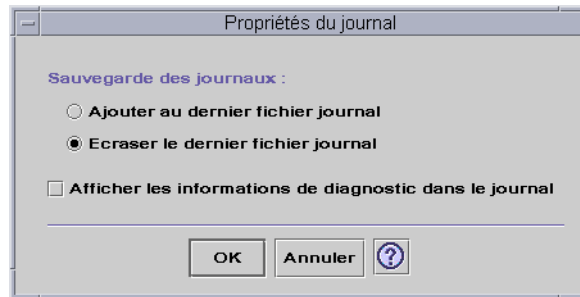 Propriétés du journal
Sauvegarde des journaux :
Ajouter au dernier fichier journal
Ecraser le dernier fichier journal
Afficher les informations de diagnostic dans le journal
OK Annuler ?